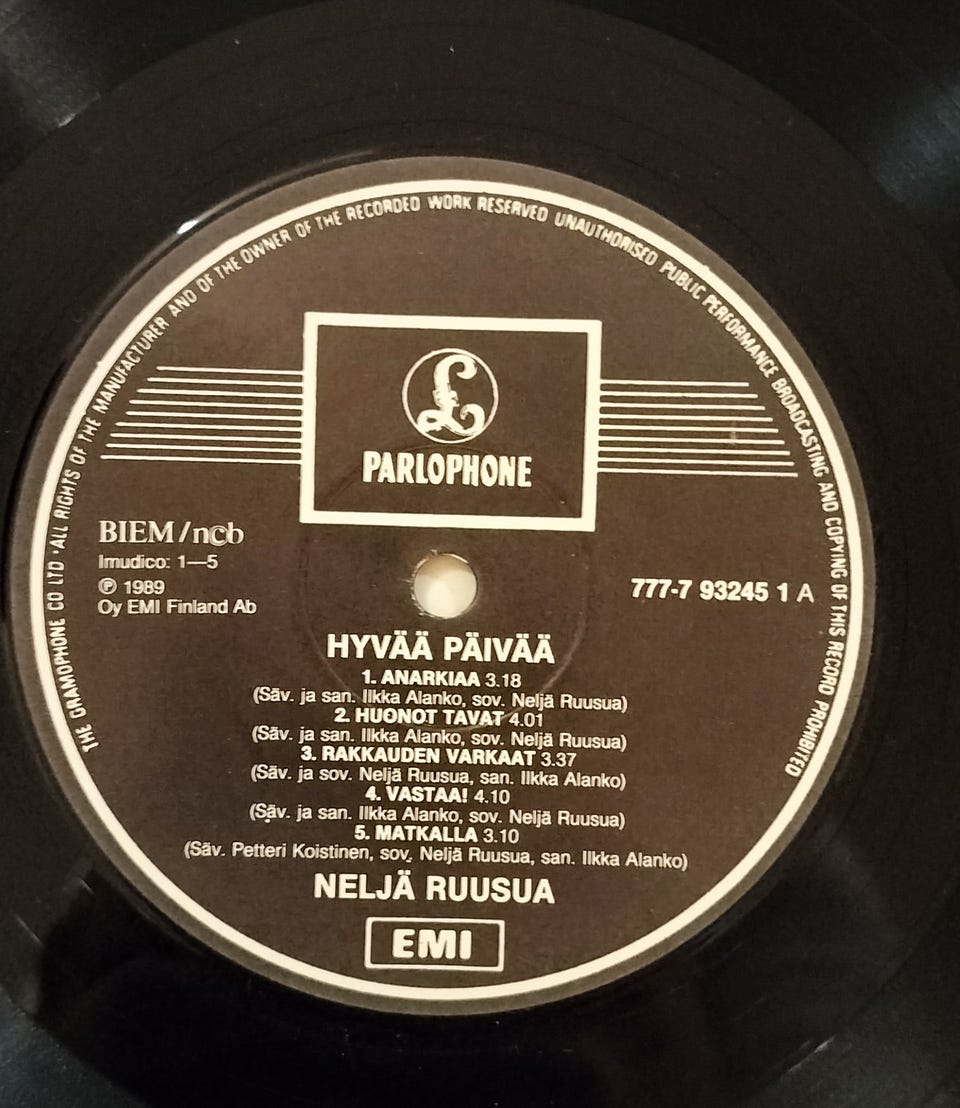 THE GRAMOPHONE CO LTD · ALL RIGHTS OF THE MANUFACTURER AND OF THE OWNER OF THE RECORDED WORK RESERVED UNAUTHORISED PUBLIC PERFORMANCE BROADCASTING AND COPYING OF THIS RECORD PROHIBITED
£
PARLOPHONE
BIEM/ncb
Imudico: 1—5
℗ 1989
Oy EMI Finland Ab
777-7 93245 1 A
HYVÄÄ PÄIVÄÄ
1. ANARKIAA 3.18
(Säv. ja san. Ilkka Alanko, sov. Neljä Ruusua)
2. HUONOT TAVAT 4.01
(Säv. ja san. Ilkka Alanko, sov. Neljä Ruusua)
3. RAKKAUDEN VARKAAT 3.37
(Säv. ja sov. Neljä Ruusua, san. Ilkka Alanko)
4. VASTAA! 4.10
(Säv. ja san. Ilkka Alanko, sov. Neljä Ruusua)
5. MATKALLA 3.10
(Säv. Petteri Koistinen, sov. Neljä Ruusua, san. Ilkka Alanko)
NELJÄ RUUSUA
EMI